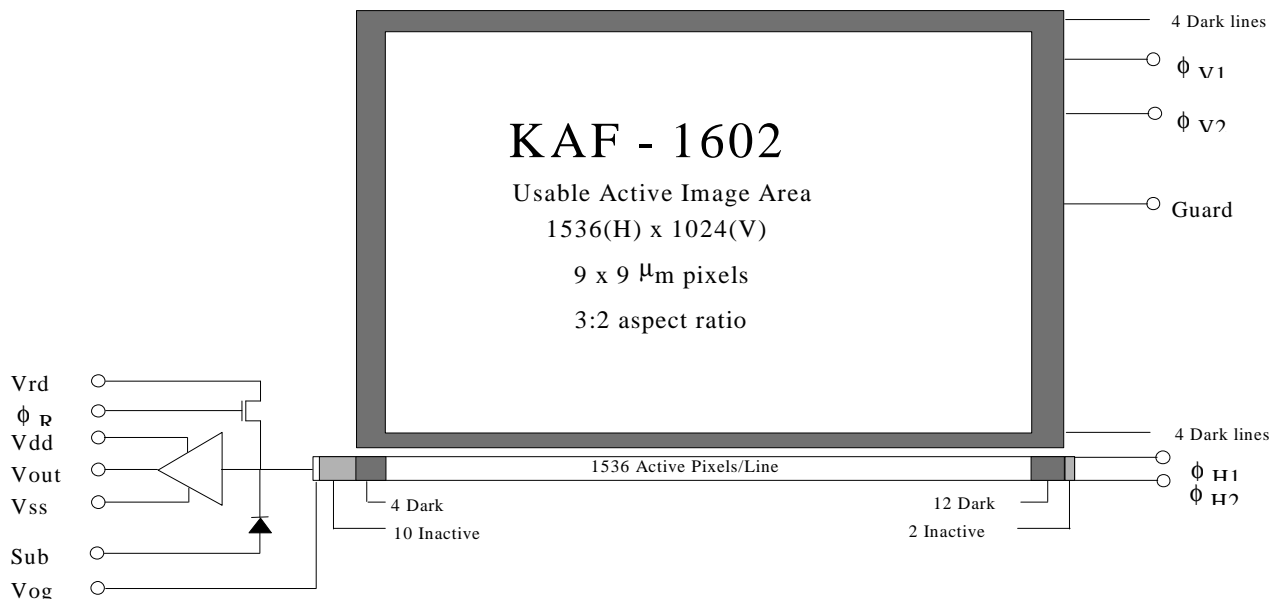 4 Dark lines
ϕ V1
ϕ V2
KAF - 1602
Usable Active Image Area
1536(H) x 1024(V)
9 x 9 μm pixels
3:2 aspect ratio
Guard
Vrd
ϕ R
Vdd
Vout
Vss
Sub
Vog
4 Dark lines
1536 Active Pixels/Line
ϕ H1
ϕ H2
4 Dark
10 Inactive
12 Dark
2 Inactive